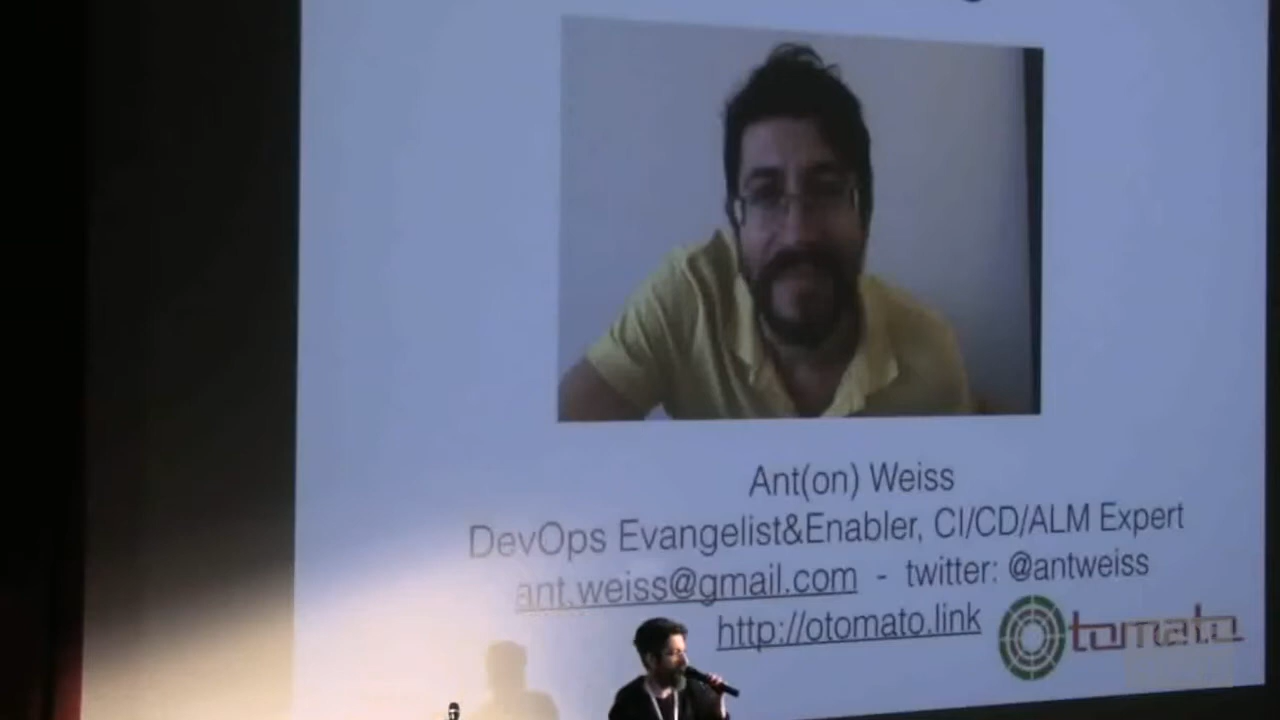 Ant(on) Weiss
DevOps Evangelist&Enabler, CI/CD/ALM Expert
ant.weiss@gmail.com - twitter: @antweiss
http://otomato.link
tomato